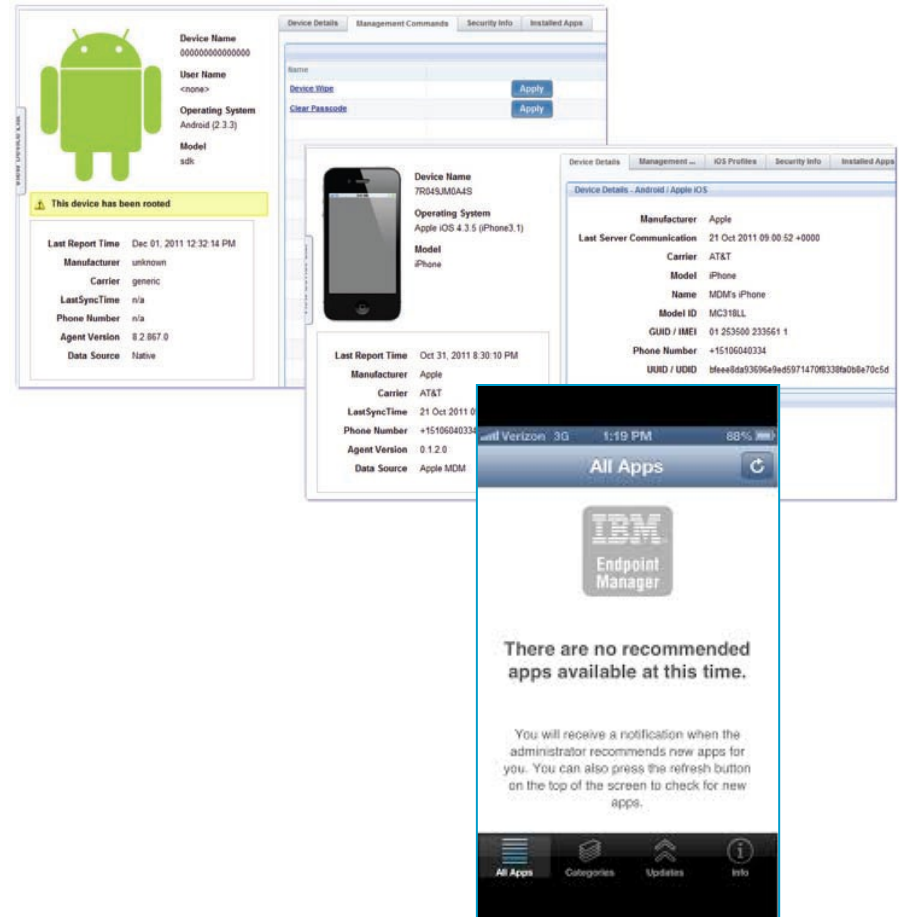 Device Details Management Commands Security Info Installed Apps
Device Name
000000000000000
User Name
<none>
Operating System
Android (2.3.3)
Model
sdk
Name
Device Wipe Apply
Clear Passcode Apply
This device has been rooted
Last Report Time Dec 01, 2011 12:32:14 PM
Manufacturer unknown
Carrier generic
LastSyncTime n/a
Phone Number n/a
Agent Version 8.2.867.0
Data Source Native
Device Details Management ... iOS Profiles Security Info Installed Apps
Device Name
7R049JM0A4S
Operating System
Apple iOS 4.3.5 (iPhone3.1)
Model
iPhone
Last Report Time Oct 31, 2011 8:30:10 PM
Manufacturer Apple
Carrier AT&T
LastSyncTime 21 Oct 2011
Phone Number +15106040334
Agent Version 0.1.2.0
Data Source Apple MDM
Device Details - Android / Apple iOS
Manufacturer Apple
Last Server Communication 21 Oct 2011 09:00:52 +0000
Carrier AT&T
Model iPhone
Name MDM's iPhone
Model ID MC318LL
GUID / IMEI 01 253500 233561 1
Phone Number +15106040334
UUID / UDID
Verizon 3G 1:19 PM 88%
All Apps
IBM
Endpoint
Manager
There are no recommended
apps available at this time.
You will receive a notification when the
administrator recommends new apps for
you. You can also press the refresh button
on the top of the screen to check for new
apps.
All Apps Categories Updates Info